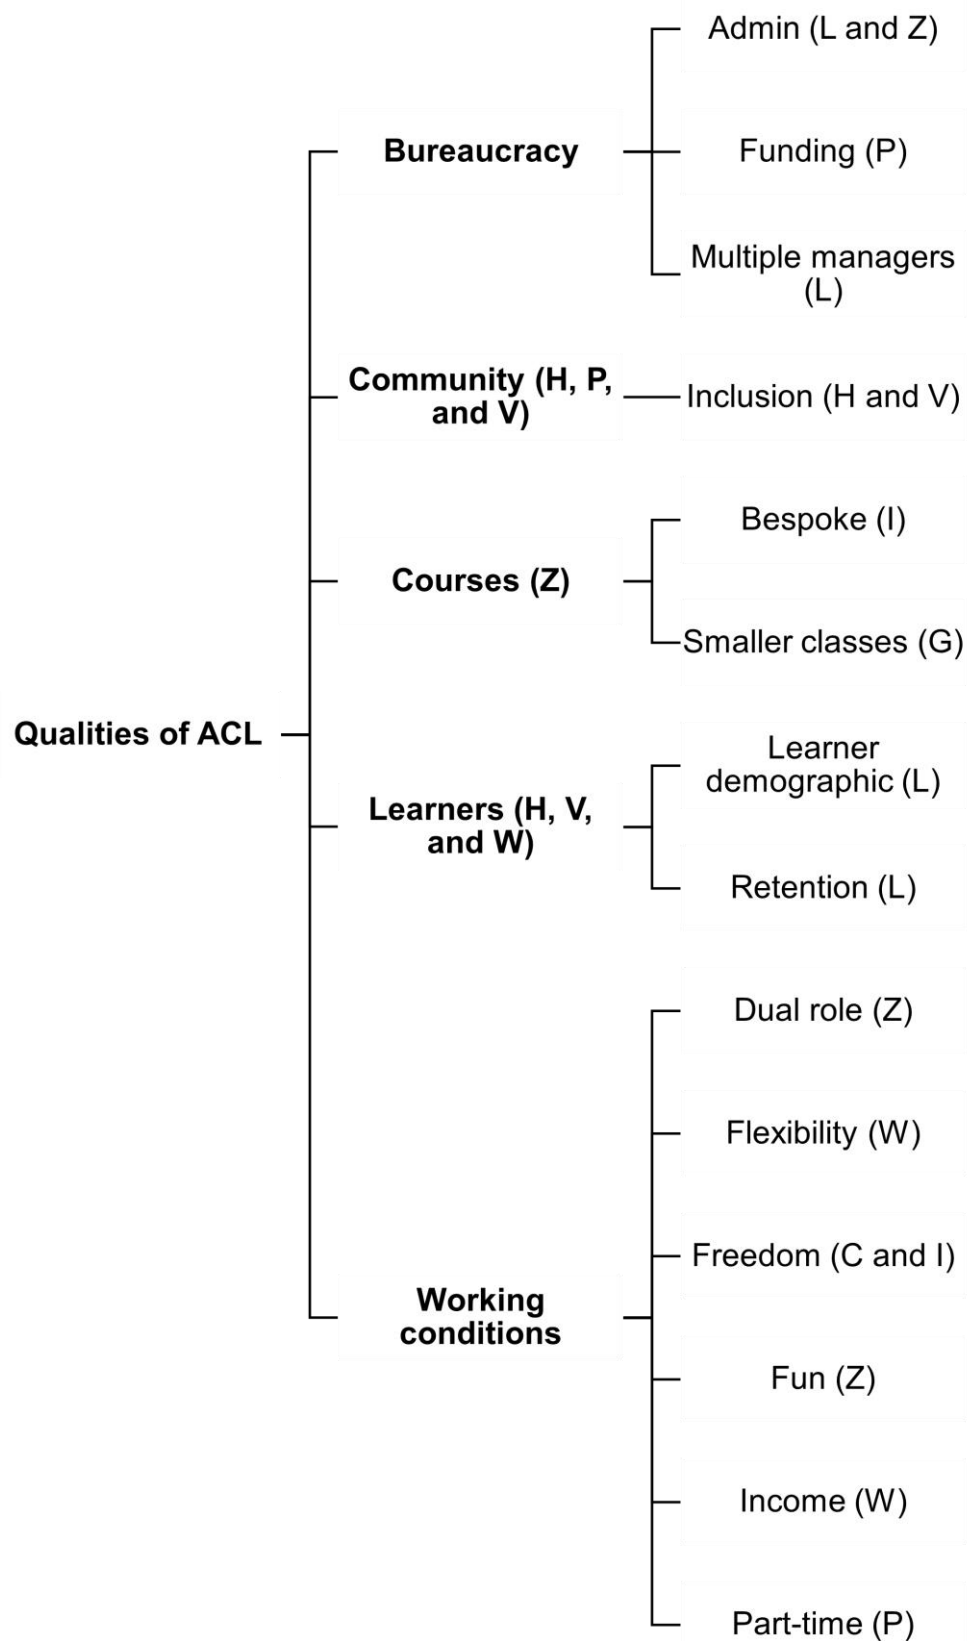 Qualities of ACL
Bureaucracy
Admin (L and Z)
Funding (P)
Multiple managers
(L)
Community (H, P,
and V)
Inclusion (H and V)
Courses (Z)
Bespoke (I)
Smaller classes (G)
Learners (H, V,
and W)
Learner
demographic (L)
Retention (L)
Working
conditions
Dual role (Z)
Flexibility (W)
Freedom (C and I)
Fun (Z)
Income (W)
Part-time (P)